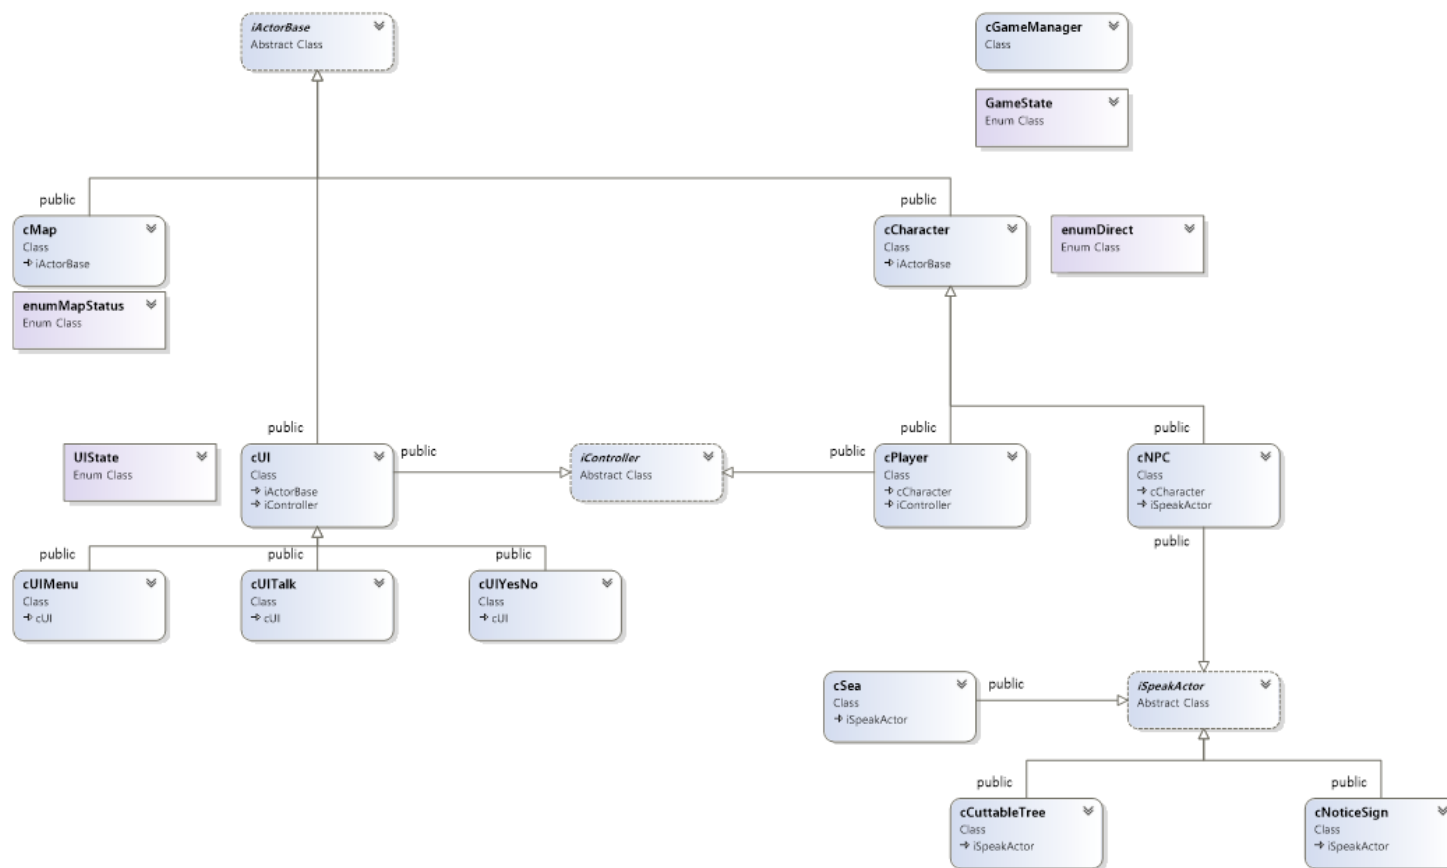 iActorBase
Abstract Class
cGameManager
Class
GameState
Enum Class
public
public
cMap
Class
iActorBase
cCharacter
Class
iActorBase
enumDirect
Enum Class
enumMapStatus
Enum Class
public
public
public
public
public
UIState
Enum Class
cUI
Class
iActorBase
iController
iController
Abstract Class
cPlayer
Class
cCharacter
iController
cNPC
Class
cCharacter
iSpeakActor
public
public
public
public
cUIMenu
Class
cUI
cUITalk
Class
cUI
cUIYesNo
Class
cUI
cSea
Class
iSpeakActor
public
iSpeakActor
Abstract Class
public
public
cCuttableTree
Class
iSpeakActor
cNoticeSign
Class
iSpeakActor